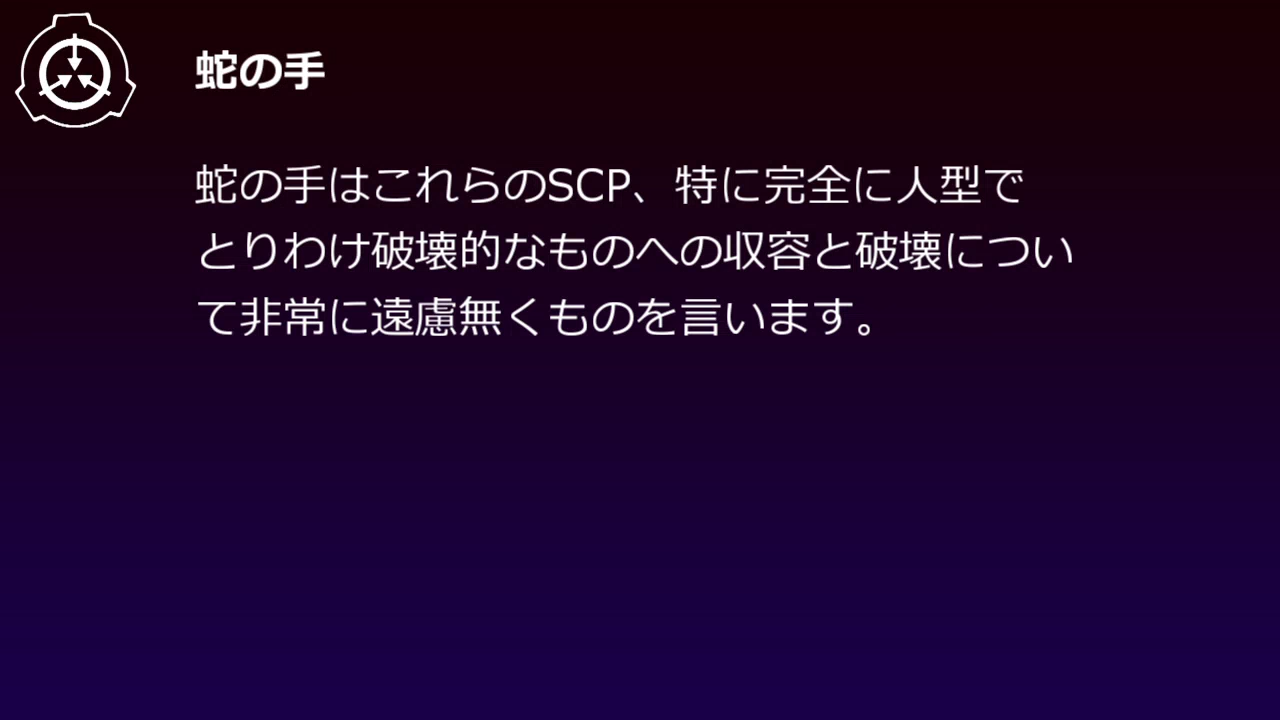 蛇の手
蛇の手はこれらのSCP、特に完全に人型で
とりわけ破壊的なものへの収容と破壊につい
て非常に遠慮無くものを言います。